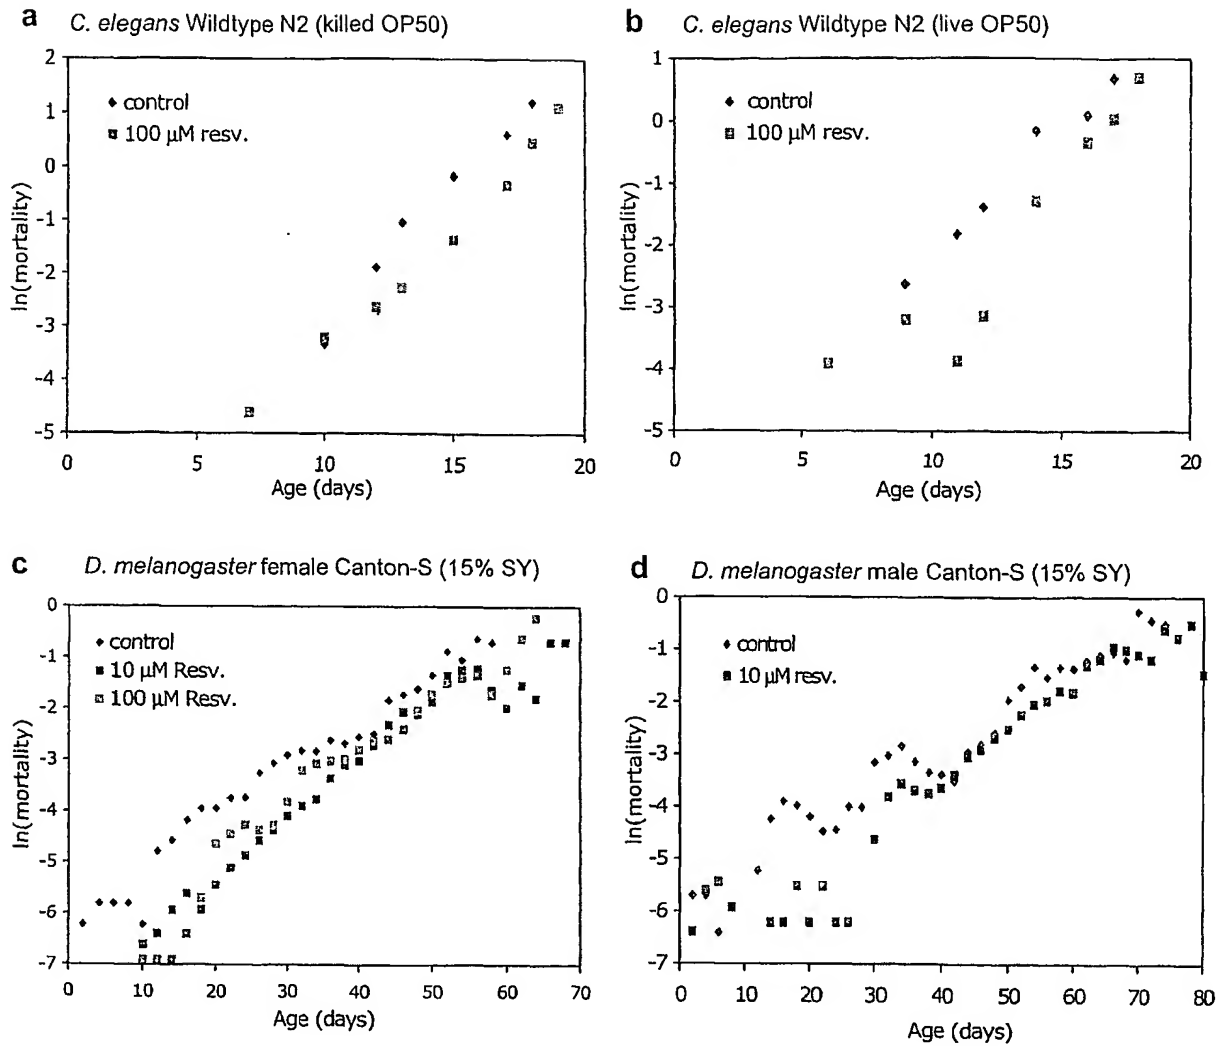 a C. elegans Wildtype N2 (killed OP50)
2
1
0
-1
-2
-3
-4
-5
ln(mortality)
control
100 µM resv.
0 5 10 15 20
Age (days)
b C. elegans Wildtype N2 (live OP50)
1
0
-1
-2
-3
-4
-5
ln(mortality)
control
100 µM resv.
0 5 10 15 20
Age (days)
c D. melanogaster female Canton-S (15% SY)
0
-1
-2
-3
-4
-5
-6
-7
ln(mortality)
control
10 µM Resv.
100 µM Resv.
0 10 20 30 40 50 60 70
Age (days)
d D. melanogaster male Canton-S (15% SY)
0
-1
-2
-3
-4
-5
-6
-7
ln(mortality)
control
10 µM resv.
0 10 20 30 40 50 60 70 80
Age (days)